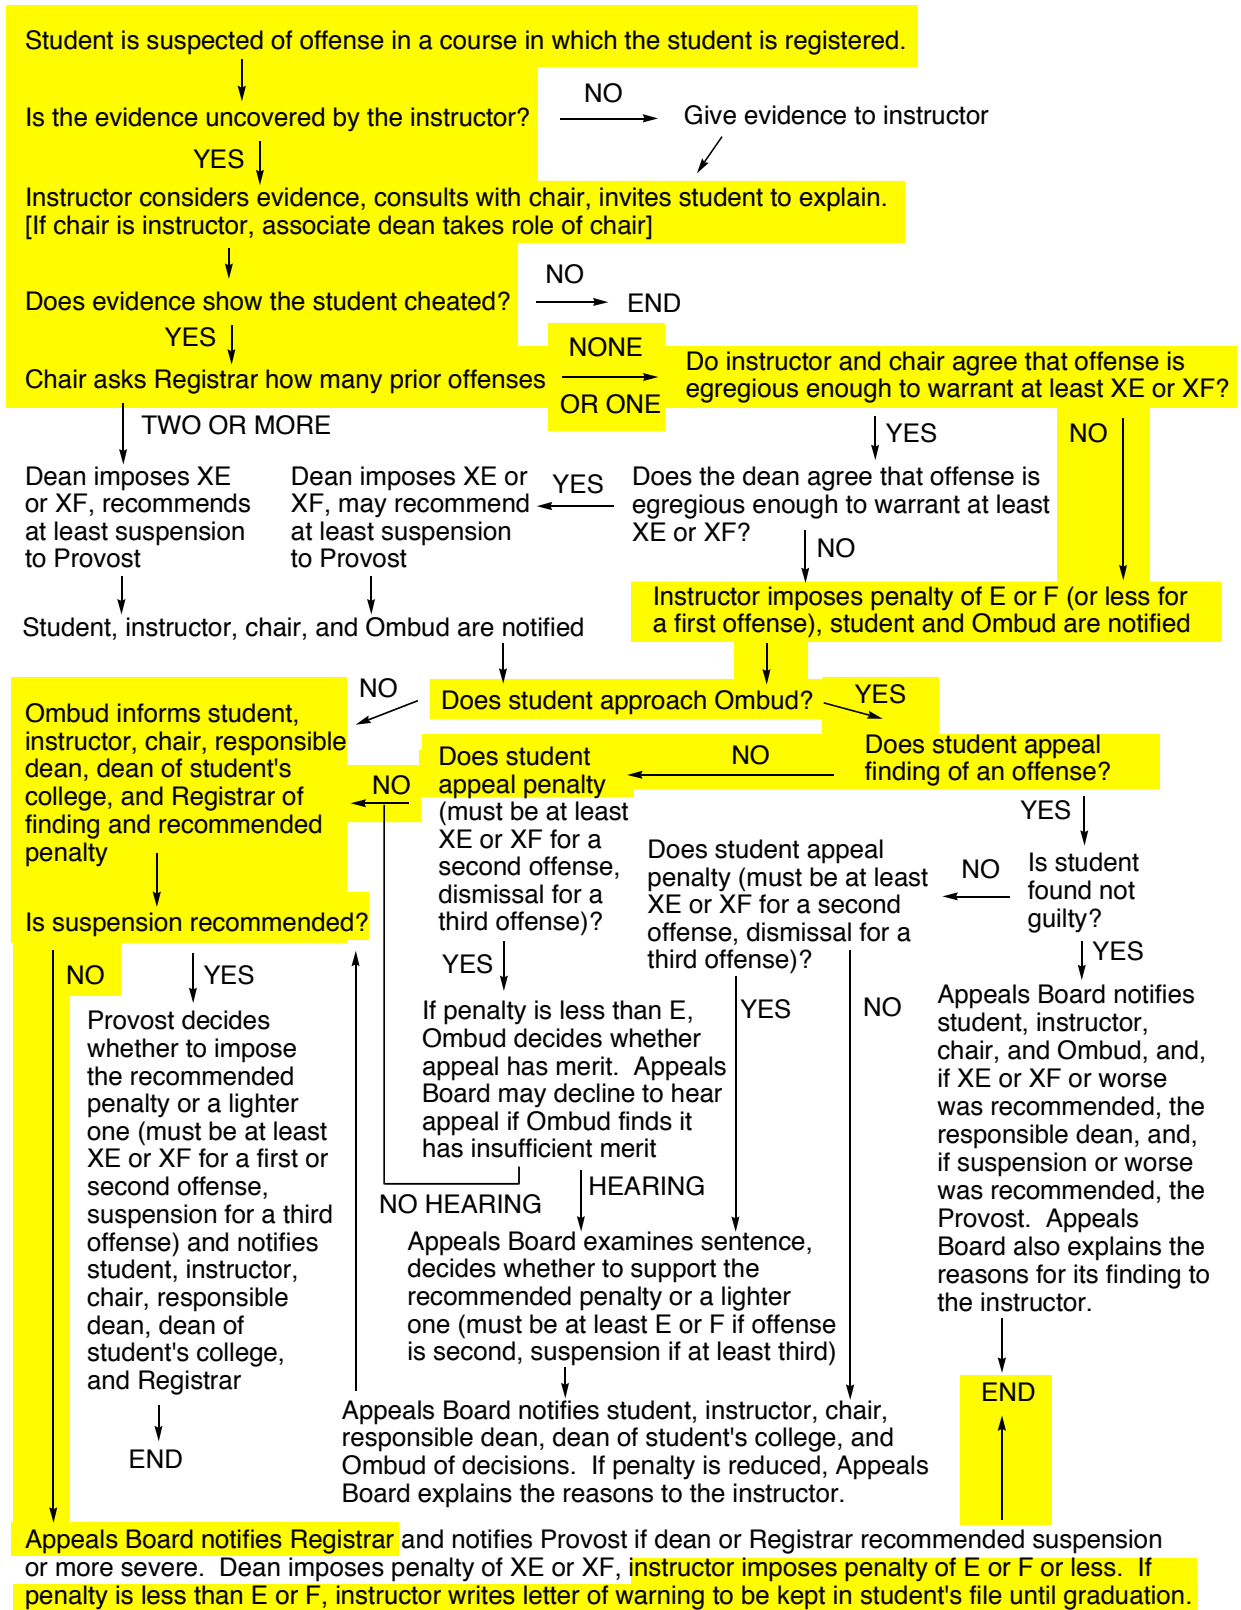 Student is suspected of offense in a course in which the student is registered.
Is the evidence uncovered by the instructor?
NO
Give evidence to instructor
YES
Instructor considers evidence, consults with chair, invites student to explain.
[If chair is instructor, associate dean takes role of chair]
Does evidence show the student cheated?
NO
END
YES
Chair asks Registrar how many prior offenses
NONE
OR ONE
Do instructor and chair agree that offense is
egregious enough to warrant at least XE or XF?
TWO OR MORE
YES
NO
Dean imposes XE
or XF, recommends
at least suspension
to Provost
Dean imposes XE or
XF, may recommend
at least suspension
to Provost
YES
Does the dean agree that offense is
egregious enough to warrant at least
XE or XF?
NO
Instructor imposes penalty of E or F (or less for
a first offense), student and Ombud are notified
Student, instructor, chair, and Ombud are notified
NO
Does student approach Ombud?
YES
Ombud informs student,
instructor, chair, responsible
dean, dean of student's
college, and Registrar of
finding and recommended
penalty
NO
Does student
appeal penalty
(must be at least
XE or XF for a
second offense,
dismissal for a
third offense)?
NO
Does student appeal
finding of an offense?
YES
Does student appeal
penalty (must be at least
XE or XF for a second
offense, dismissal for a
third offense)?
NO
Is student
found not
guilty?
Is suspension recommended?
NO
YES
YES
YES
NO
YES
Provost decides
whether to impose
the recommended
penalty or a lighter
one (must be at least
XE or XF for a first or
second offense,
suspension for a third
offense) and notifies
student, instructor,
chair, responsible
dean, dean of
student's college,
and Registrar
END
If penalty is less than E,
Ombud decides whether
appeal has merit. Appeals
Board may decline to hear
appeal if Ombud finds it
has insufficient merit
NO HEARING
HEARING
Appeals Board examines sentence,
decides whether to support the
recommended penalty or a lighter
one (must be at least E or F if offense
is second, suspension if at least third)
Appeals Board notifies
student, instructor,
chair, and Ombud, and,
if XE or XF or worse
was recommended, the
responsible dean, and,
if suspension or worse
was recommended, the
Provost. Appeals
Board also explains the
reasons for its finding to
the instructor.
END
Appeals Board notifies student, instructor, chair,
responsible dean, dean of student's college, and
Ombud of decisions. If penalty is reduced, Appeals
Board explains the reasons to the instructor.
Appeals Board notifies Registrar and notifies Provost if dean or Registrar recommended suspension
or more severe. Dean imposes penalty of XE or XF, instructor imposes penalty of E or F or less. If
penalty is less than E or F, instructor writes letter of warning to be kept in student's file until graduation.